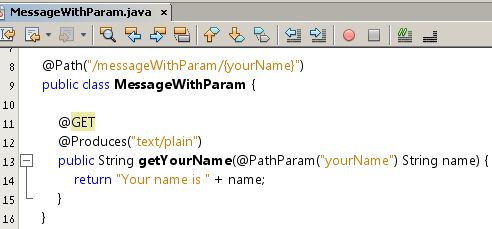 MessageWithParam.java
8 @Path("/messageWithParam/{yourName}")
9 public class MessageWithParam {
10
11 @GET
12 @Produces("text/plain")
13 public String getYourName(@PathParam("yourName") String name) {
14 return "Your name is " + name;
15 }
16 }